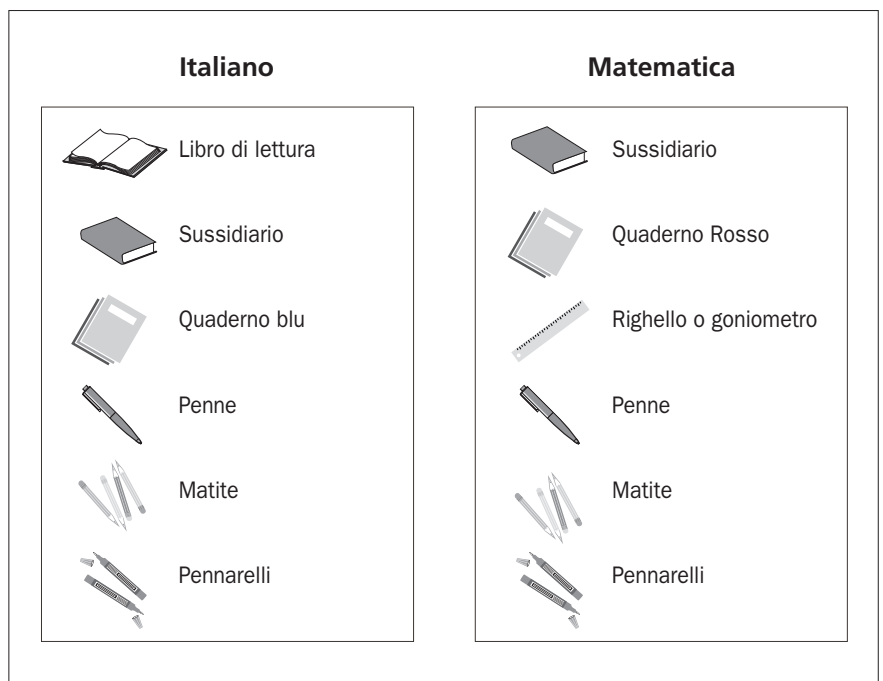 Italiano
Libro di lettura
Sussidiario
Quaderno blu
Penne
Matite
Pennarelli
Matematica
Sussidiario
Quaderno Rosso
Righello o goniometro
Penne
Matite
Pennarelli